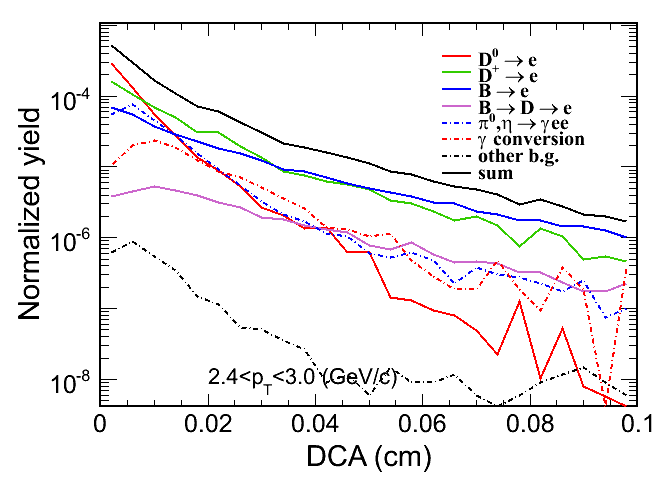 Normalized yield
10⁻⁴
10⁻⁶
10⁻⁸
D⁰ → e
D⁺ → e
B → e
B → D → e
π⁰,η → γee
γ conversion
other b.g.
sum
2.4<p_T<3.0 (GeV/c)
0 0.02 0.04 0.06 0.08 0.1
DCA (cm)